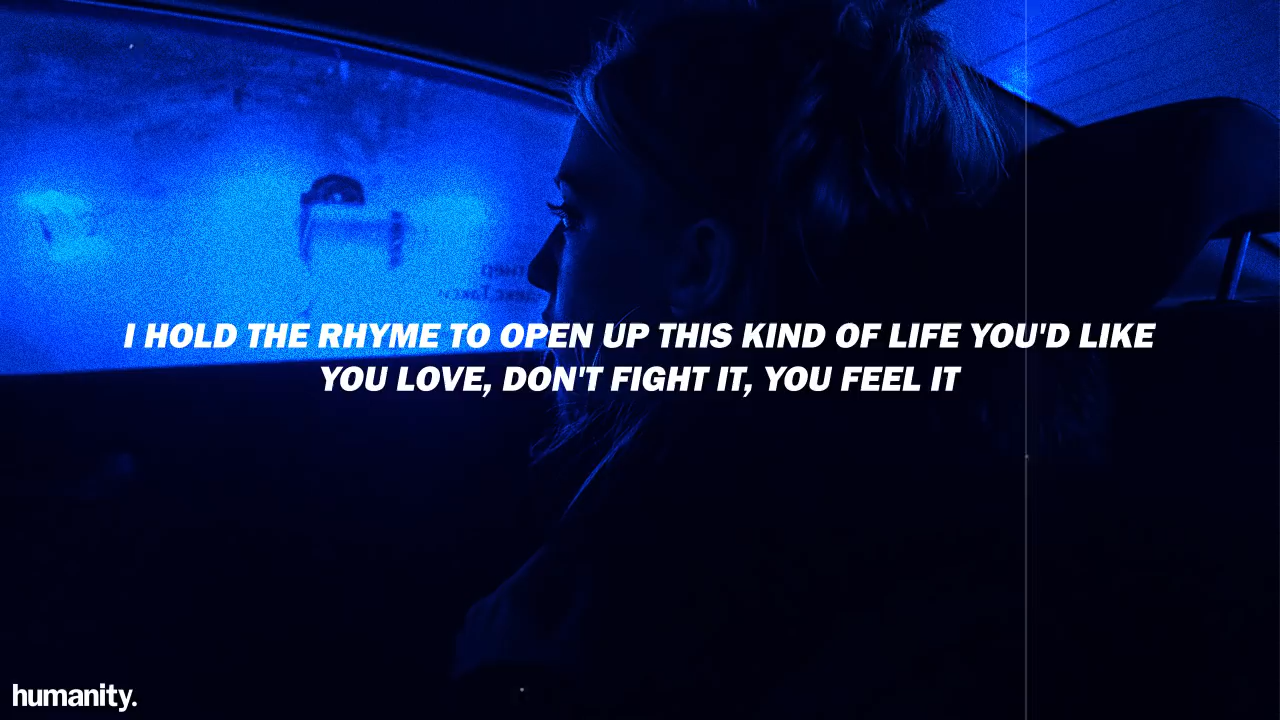 I HOLD THE RHYME TO OPEN UP THIS KIND OF LIFE YOU'D LIKE
YOU LOVE, DON'T FIGHT IT, YOU FEEL IT
humanity.